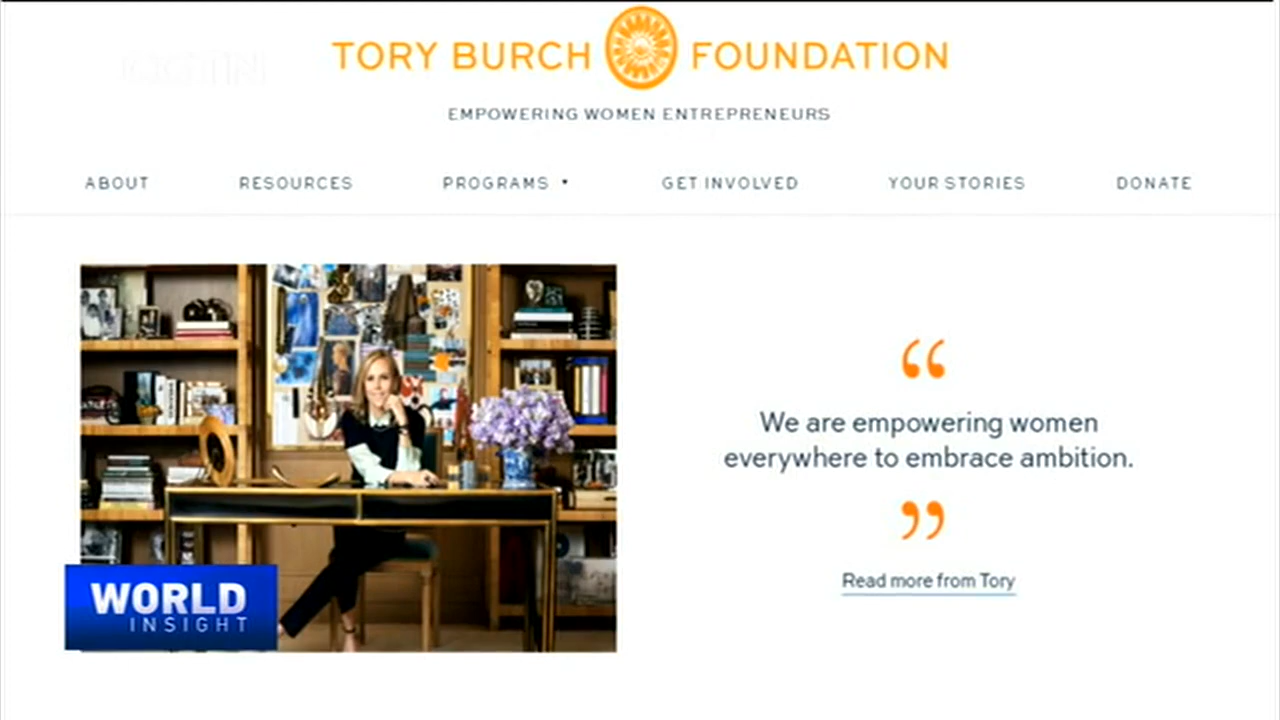 TORY BURCH FOUNDATION
EMPOWERING WOMEN ENTREPRENEURS
ABOUT RESOURCES PROGRAMS GET INVOLVED YOUR STORIES DONATE
“
We are empowering women
everywhere to embrace ambition.
”
Read more from Tory
WORLD
INSIGHT